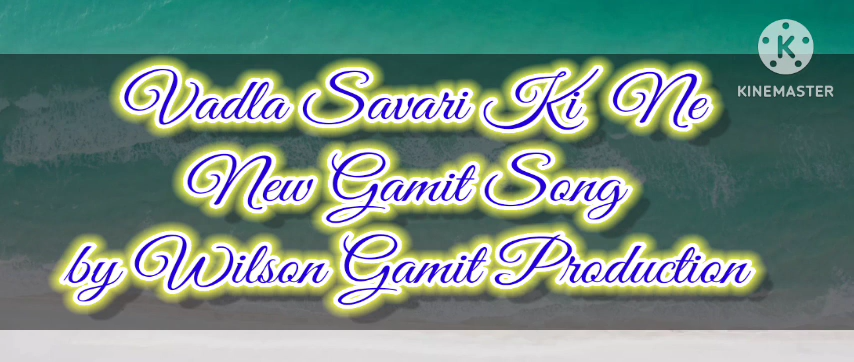 KINEMASTER
Vadla Savari Ki Ne
New Gamit Song
by Wilson Gamit Production